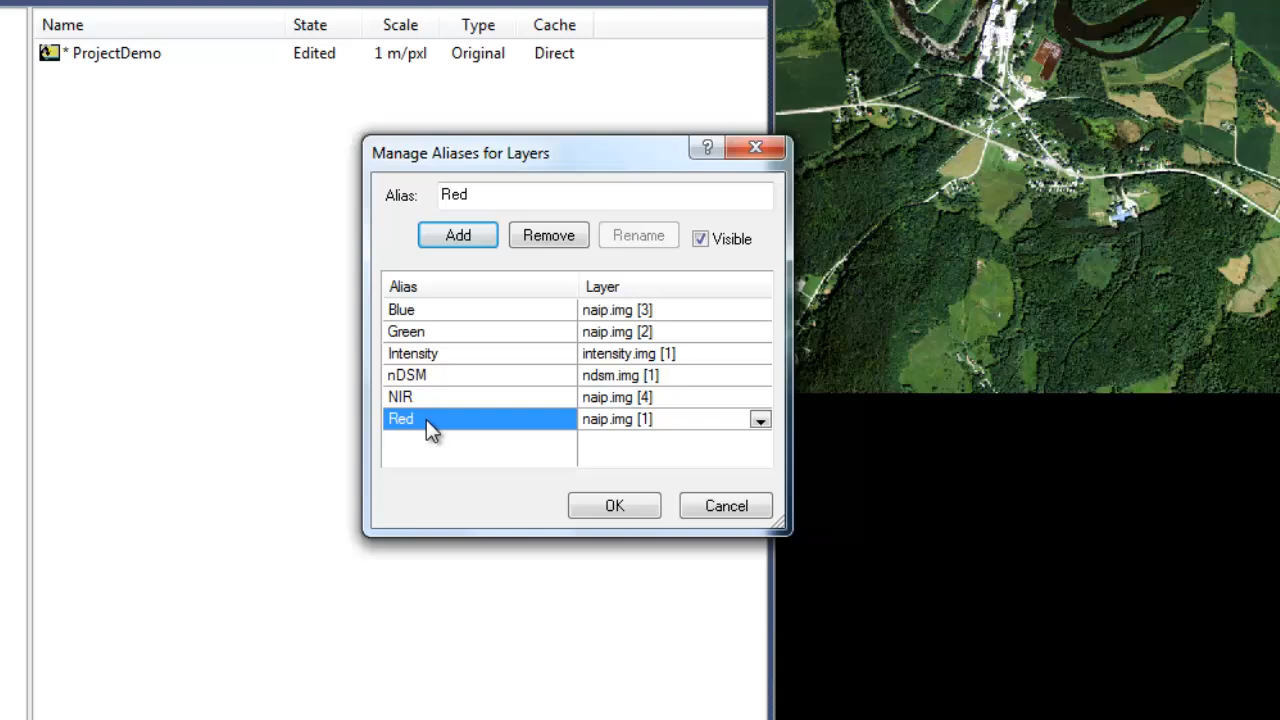 Name State Scale Type Cache
* ProjectDemo Edited 1 m/pxl Original Direct
Manage Aliases for Layers
?
Alias: Red
Add Remove Rename Visible
Alias Layer
Blue naip.img [3]
Green naip.img [2]
Intensity intensity.img [1]
nDSM ndsm.img [1]
NIR naip.img [4]
Red naip.img [1]
OK Cancel